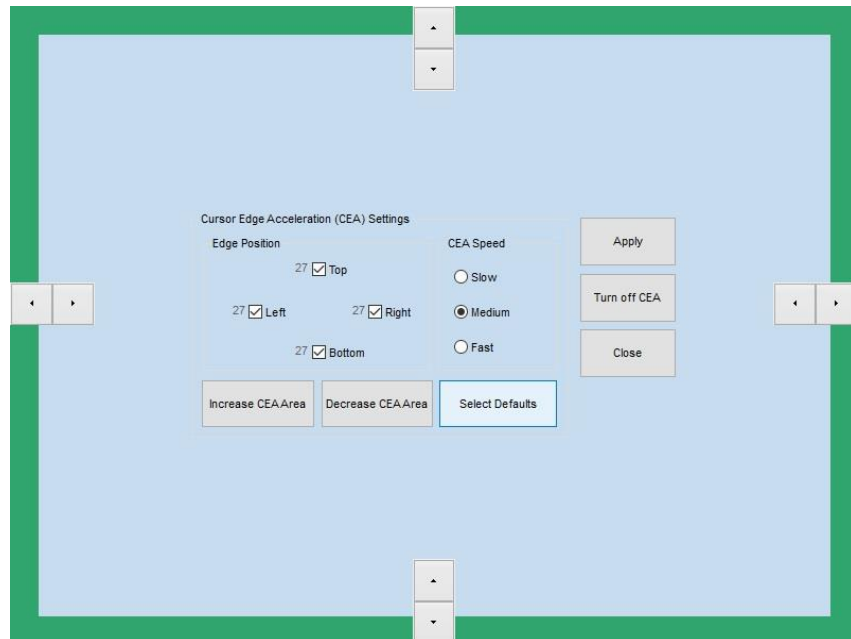 Cursor Edge Acceleration (CEA) Settings
Edge Position
CEA Speed
27 Top
27 Left
27 Right
27 Bottom
Slow
Medium
Fast
Increase CEA Area
Decrease CEA Area
Select Defaults
Apply
Turn off CEA
Close